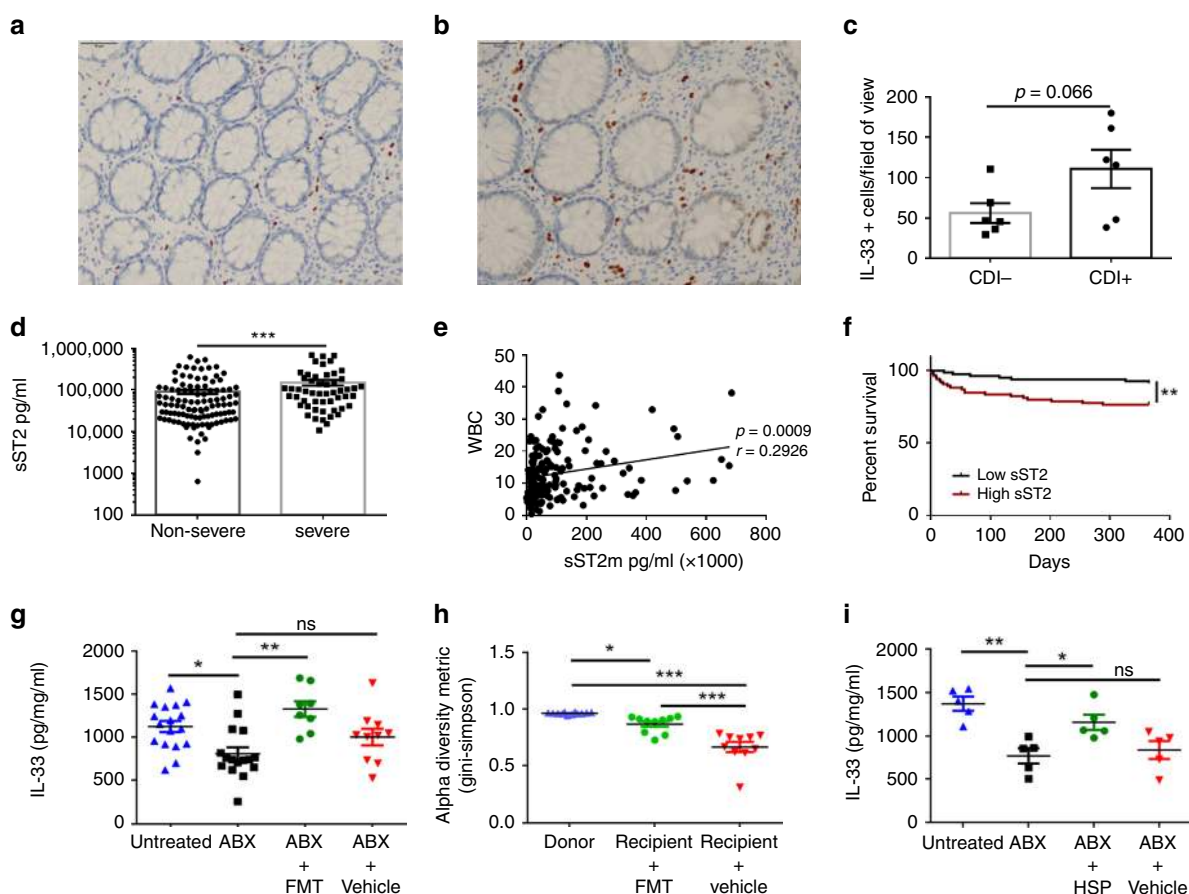 a
b
c
200
150
100
50
0
IL-33 + cells/field of view
p = 0.066
CDI–
CDI+
d
1,000,000
100,000
10,000
1000
100
sST2 pg/ml
***
Non-severe
severe
e
50
40
30
20
10
0
WBC
p = 0.0009
r = 0.2926
0 200 400 600 800
sST2m pg/ml (×1000)
f
100
50
0
Percent survival
**
Low sST2
High sST2
0 100 200 300 400
Days
g
2000
1500
1000
500
0
IL-33 (pg/mg/ml)
ns
**
*
Untreated ABX ABX ABX
+ +
FMT Vehicle
h
1.5
1.0
0.5
0.0
Alpha diversity metric
(gini-simpson)
*
***
***
Donor Recipient Recipient
+ +
FMT vehicle
i
2000
1500
1000
500
0
IL-33 (pg/mg/ml)
**
*
ns
Untreated ABX ABX ABX
+ +
HSP Vehicle